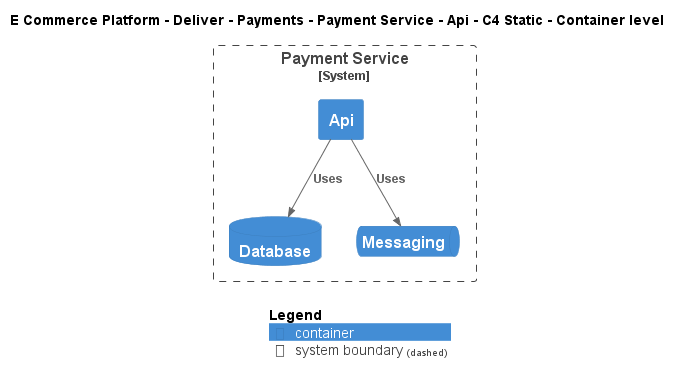 E Commerce Platform - Deliver - Payments - Payment Service - Api - C4 Static - Container level
Payment Service
[System]
Api
Uses
Uses
Database
Messaging
Legend
container
system boundary (dashed)